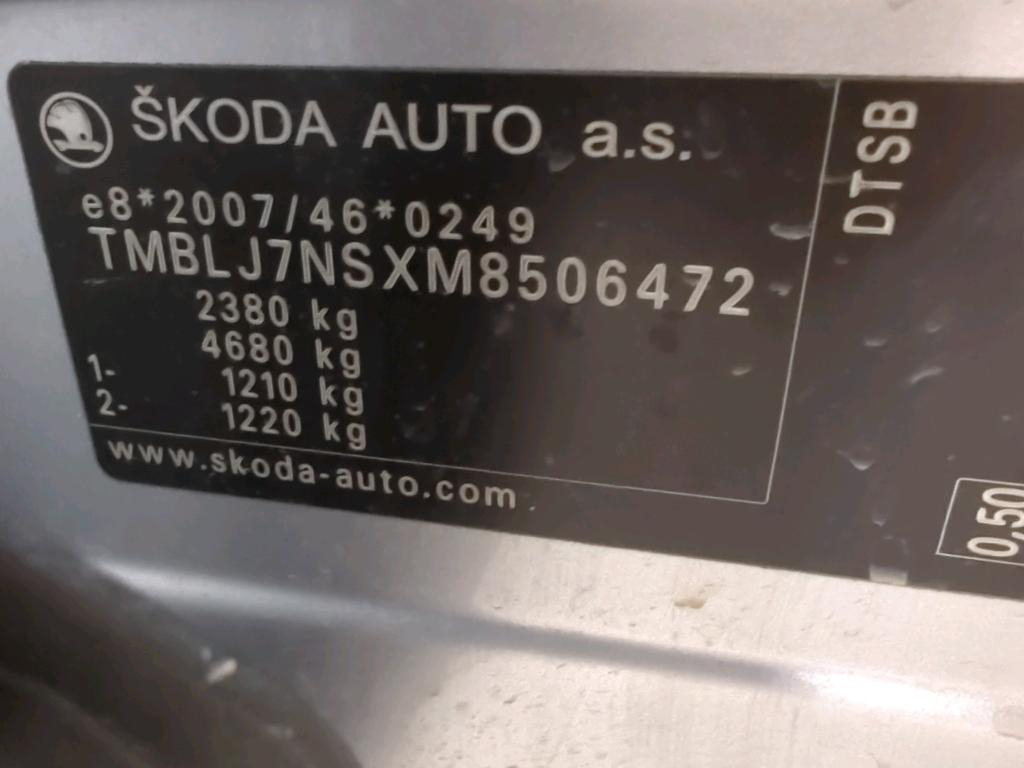 ŠKODA AUTO a.s.
e8*2007/46*0249
TMBLJ7NSXM8506472
2380 kg
4680 kg
1- 1210 kg
2- 1220 kg
www.skoda-auto.com
DTSB
0,50